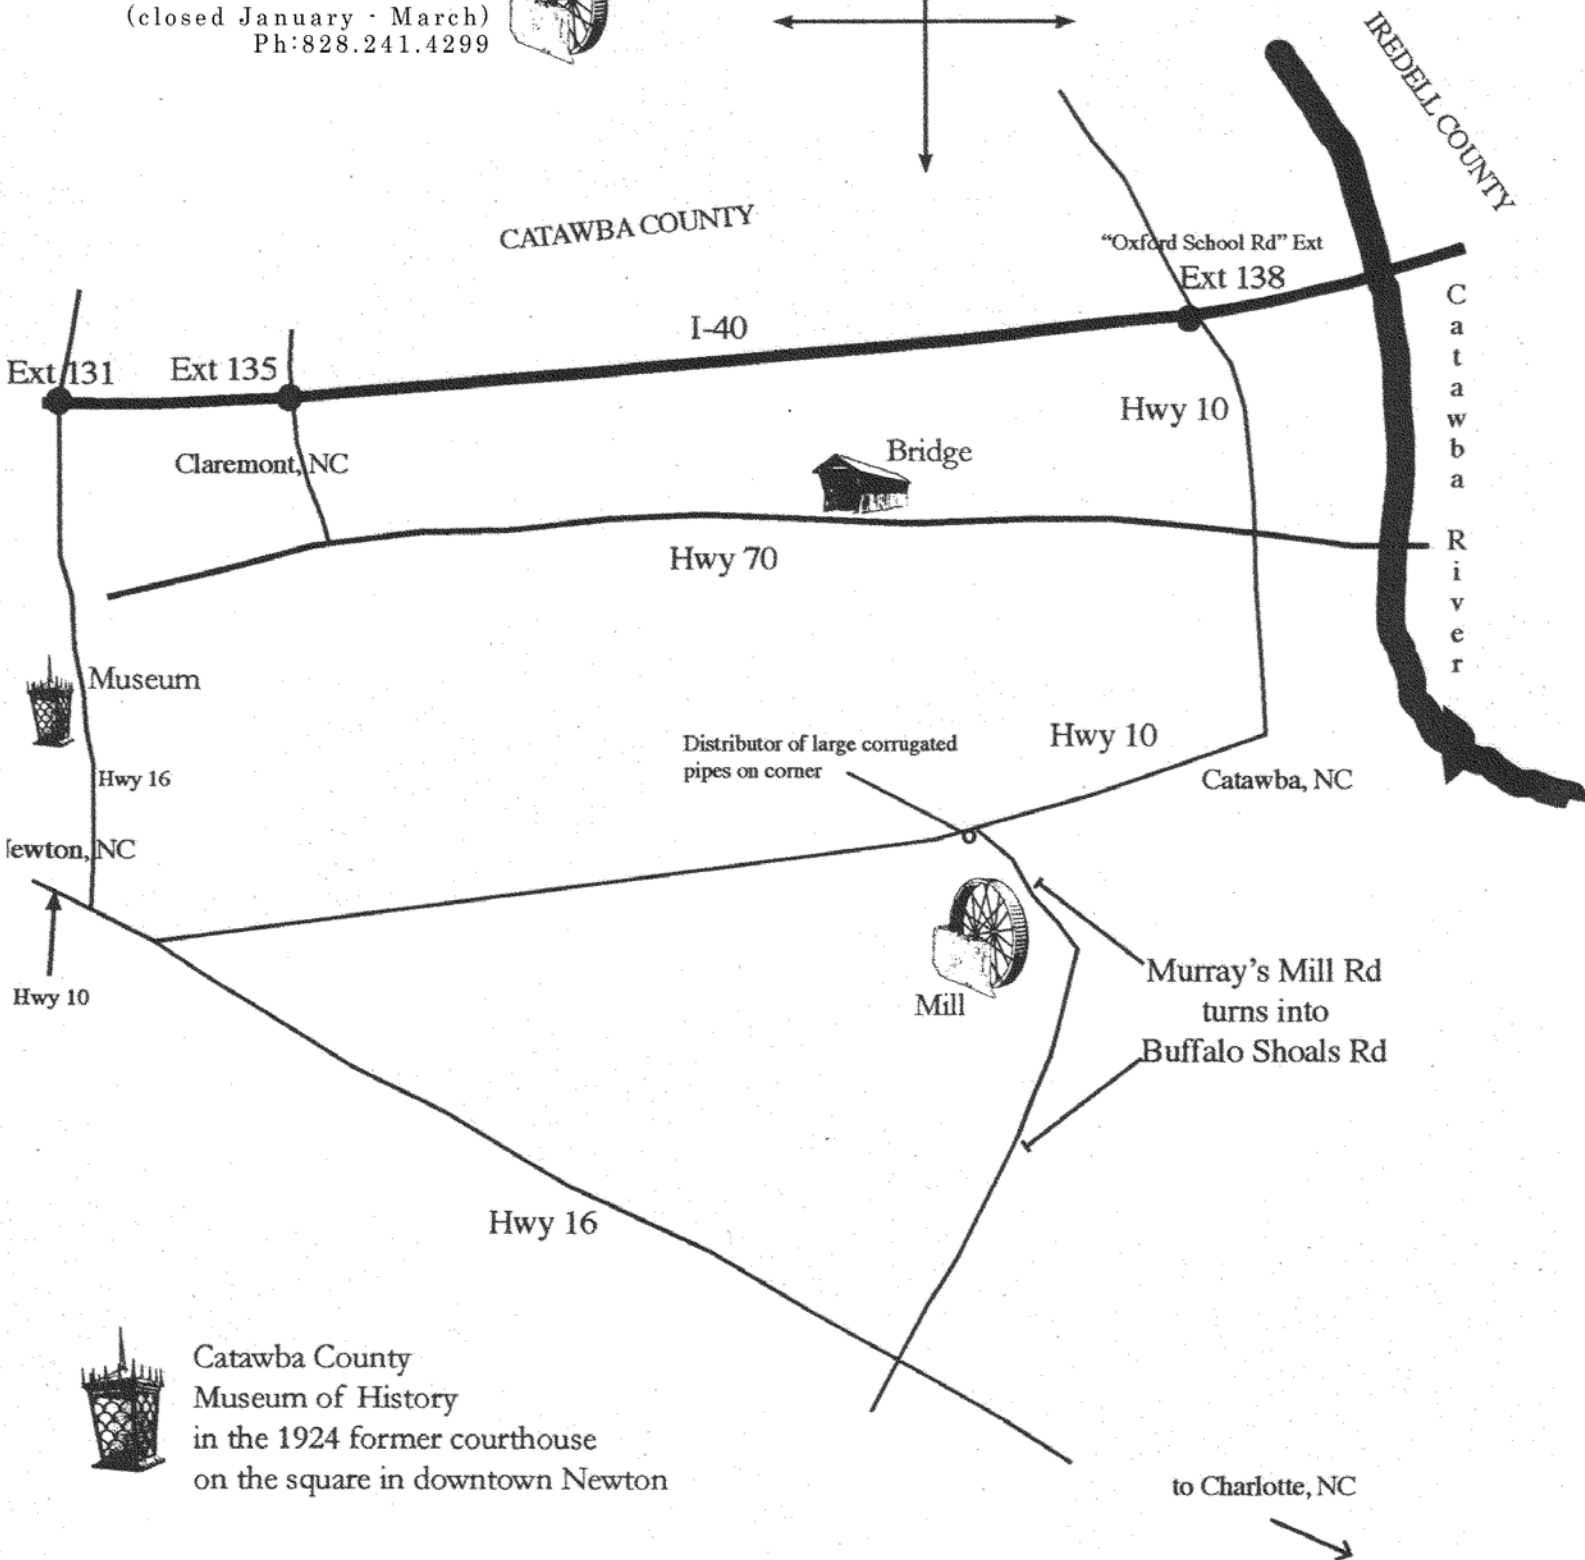 (closed January - March)
Ph:828.241.4299
IREDELL COUNTY
CATAWBA COUNTY
"Oxford School Rd" Ext
Ext 138
I-40
Ext 131
Ext 135
Catawba River
Hwy 10
Claremont, NC
Bridge
Hwy 70
Museum
Hwy 10
Distributor of large corrugated
pipes on corner
Hwy 16
Catawba, NC
ewton, NC
Hwy 10
Mill
Murray's Mill Rd
turns into
Buffalo Shoals Rd
Hwy 16
Catawba County
Museum of History
in the 1924 former courthouse
on the square in downtown Newton
to Charlotte, NC